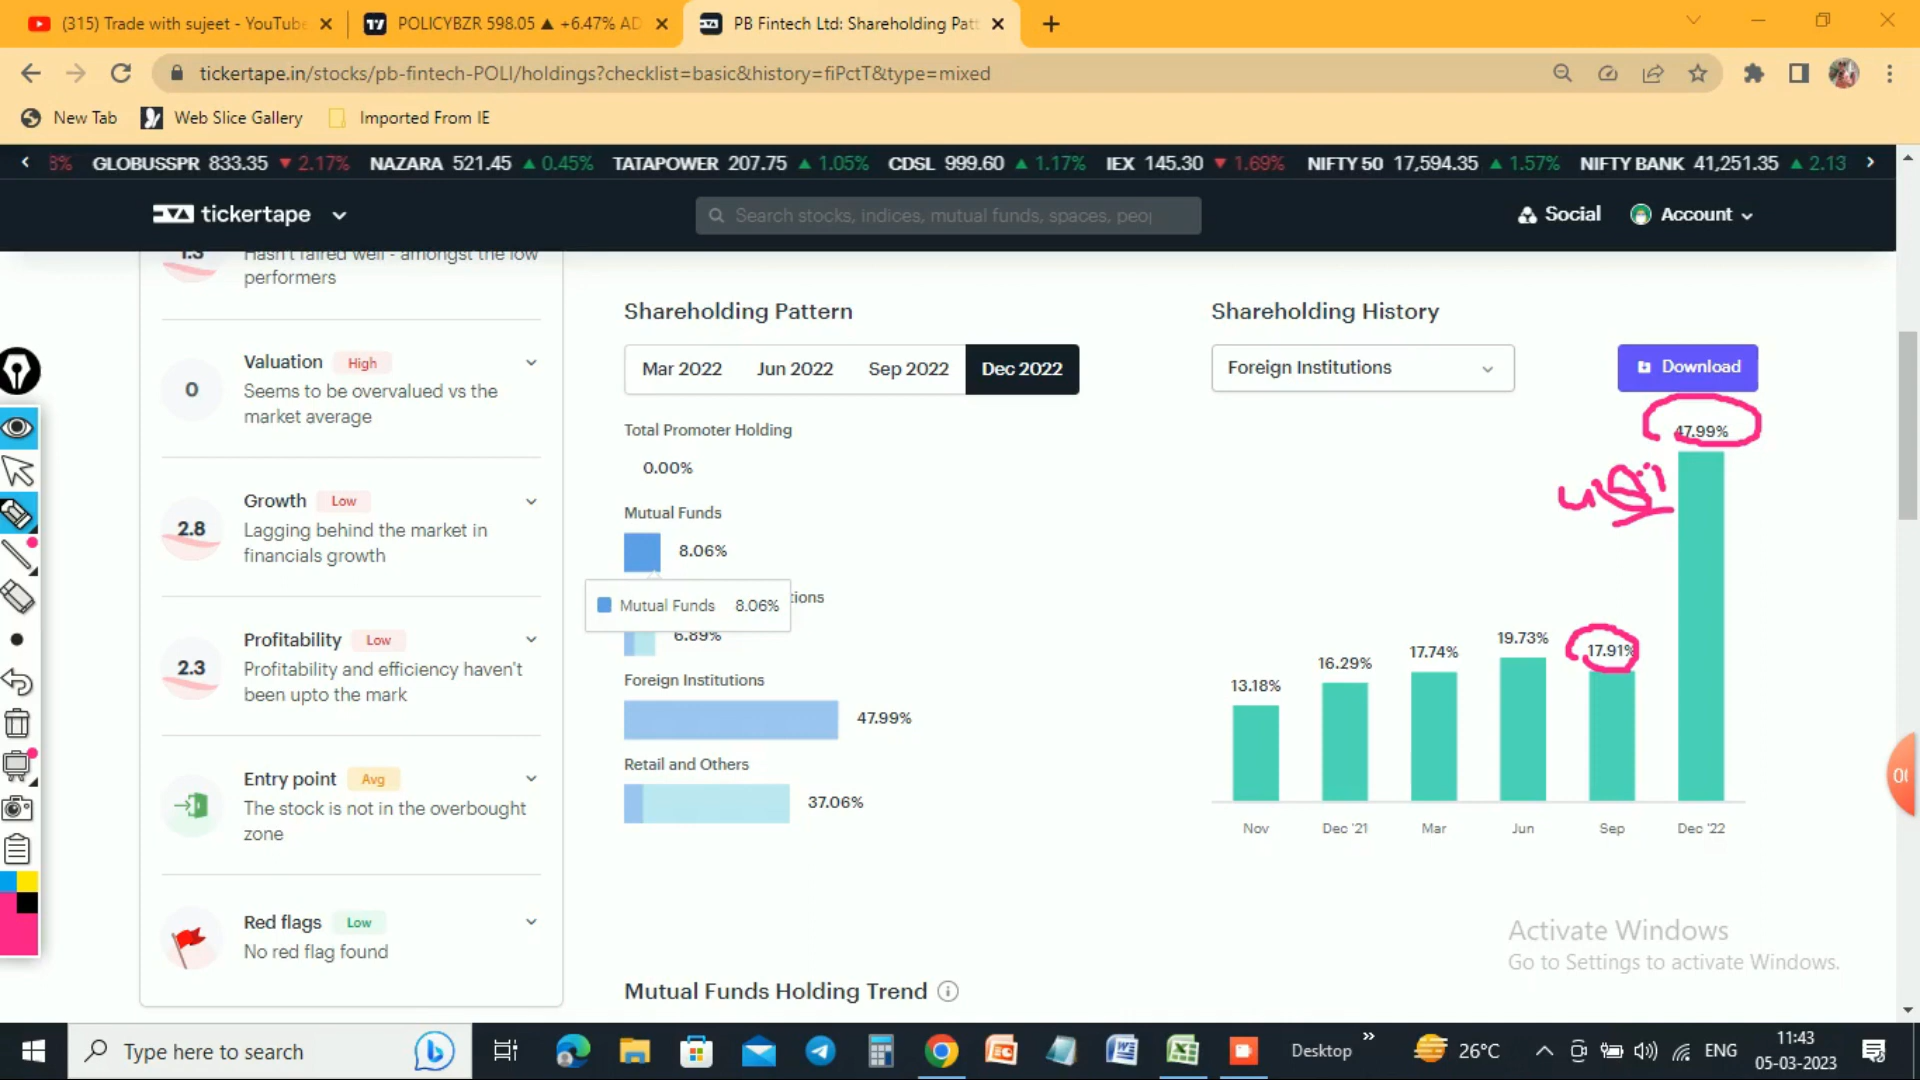 (315) Trade with sujeet - YouTube
POLICYBZR 598.05 ▲ +6.47% AD
PB Fintech Ltd: Shareholding Patt
tickertape.in/stocks/pb-fintech-POLI/holdings?checklist=basic&history=fiPctT&type=mixed
New Tab
Web Slice Gallery
Imported From IE
8% GLOBUSSPR 833.35 ▼ 2.17% NAZARA 521.45 ▲ 0.45% TATAPOWER 207.75 ▲ 1.05% CDSL 999.60 ▲ 1.17% IEX 145.30 ▼ 1.69% NIFTY 50 17,594.35 ▲ 1.57% NIFTY BANK 41,251.35 ▲ 2.13
tickertape
Search stocks, indices, mutual funds, spaces, peo
Social
Account
1.3
Hasn't faired well - amongst the low
performers
0
Valuation High
Seems to be overvalued vs the
market average
2.8
Growth Low
Lagging behind the market in
financials growth
2.3
Profitability Low
Profitability and efficiency haven't
been upto the mark
Entry point Avg
The stock is not in the overbought
zone
Red flags Low
No red flag found
Shareholding Pattern
Mar 2022 Jun 2022 Sep 2022 Dec 2022
Total Promoter Holding
0.00%
Mutual Funds
8.06%
Mutual Funds 8.06%
tions
6.89%
Foreign Institutions
47.99%
Retail and Others
37.06%
Shareholding History
Foreign Institutions
Download
47.99%
19.73%
17.91%
17.74%
16.29%
13.18%
Nov Dec '21 Mar Jun Sep Dec '22
Mutual Funds Holding Trend
Activate Windows
Go to Settings to activate Windows.
Type here to search
Desktop
26°C
ENG
11:43
05-03-2023